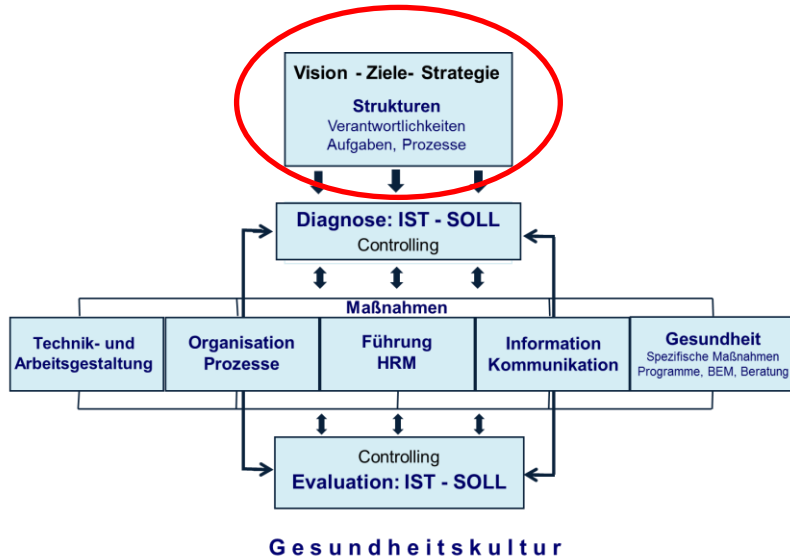 Vision - Ziele- Strategie
Strukturen
Verantwortlichkeiten
Aufgaben, Prozesse
Diagnose: IST - SOLL
Controlling
Maßnahmen
Technik- und
Arbeitsgestaltung
Organisation
Prozesse
Führung
HRM
Information
Kommunikation
Gesundheit
Spezifische Maßnahmen
Programme, BEM, Beratung
Controlling
Evaluation: IST - SOLL
Gesundheitskultur